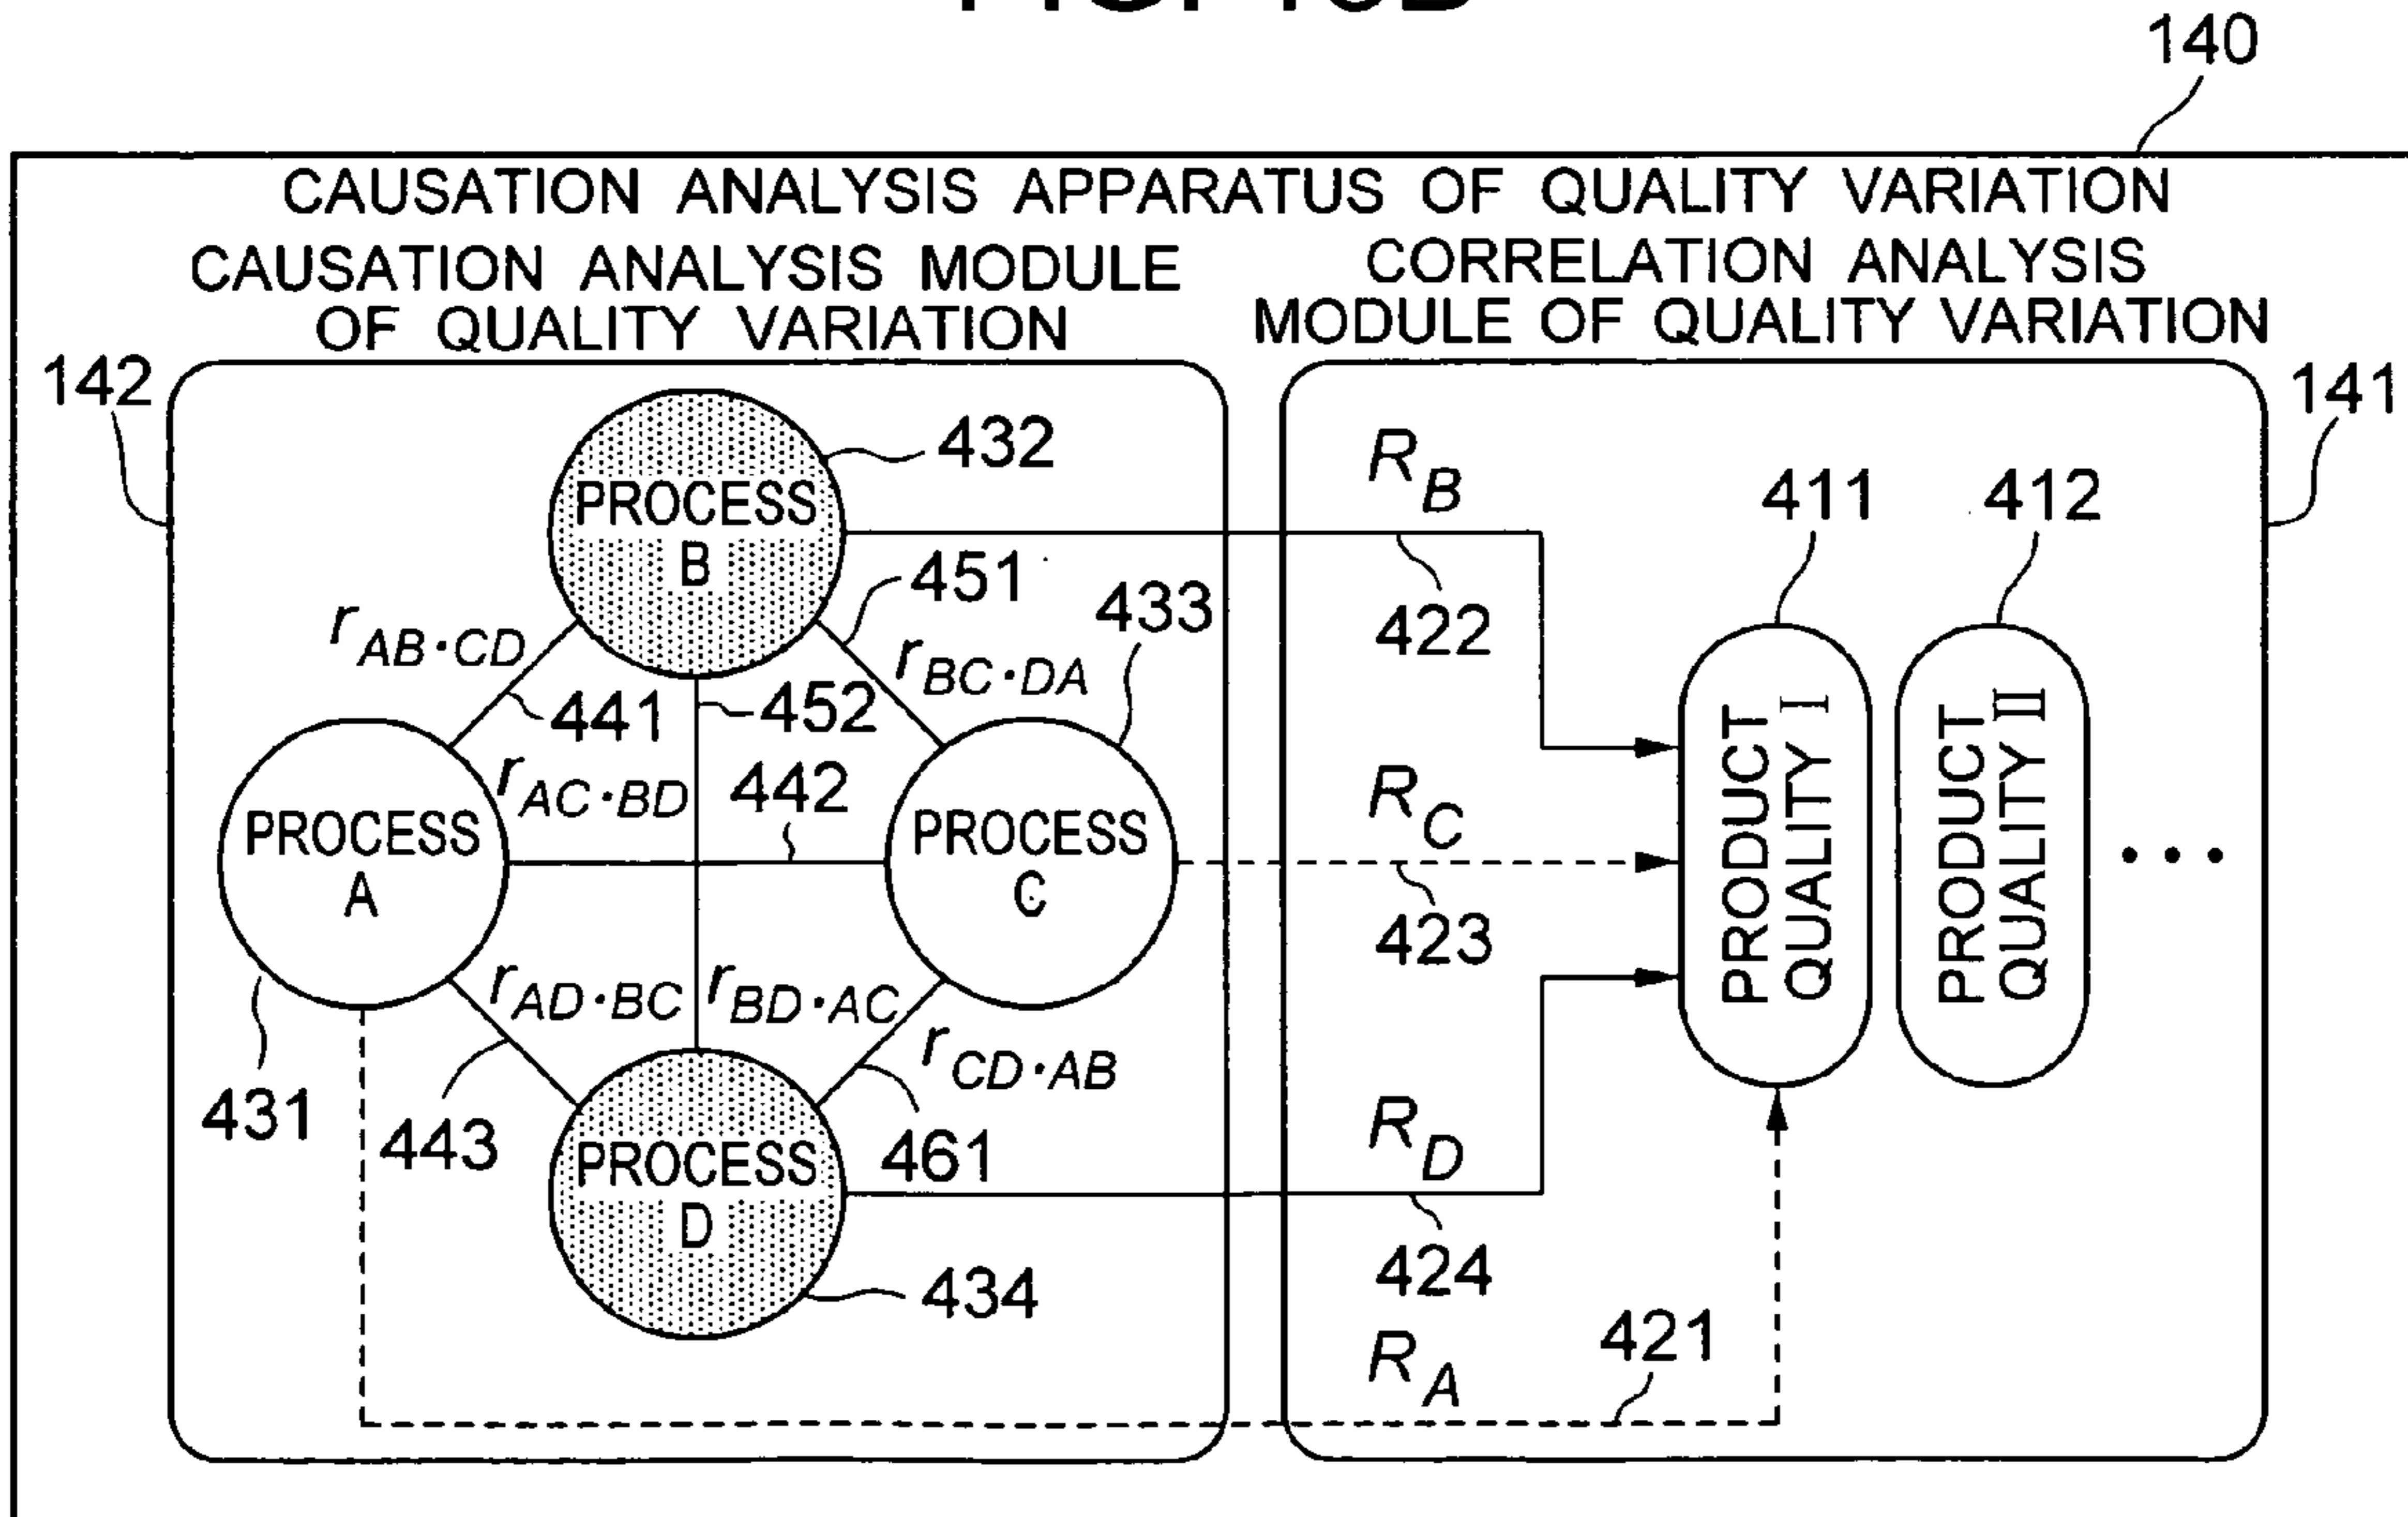 140
CAUSATION ANALYSIS APPARATUS OF QUALITY VARIATION
CAUSATION ANALYSIS MODULE
OF QUALITY VARIATION
CORRELATION ANALYSIS
MODULE OF QUALITY VARIATION
142
141
432
PROCESS
B
R_B
422
411
412
451
433
r_AB·CD
r_BC·DA
441
452
r_AC·BD
442
PROCESS
A
PROCESS
C
R_C
423
PRODUCT
QUALITY I
PRODUCT
QUALITY II
• • •
r_AD·BC
r_BD·AC
r_CD·AB
431
443
461
PROCESS
D
R_D
424
434
R_A
421